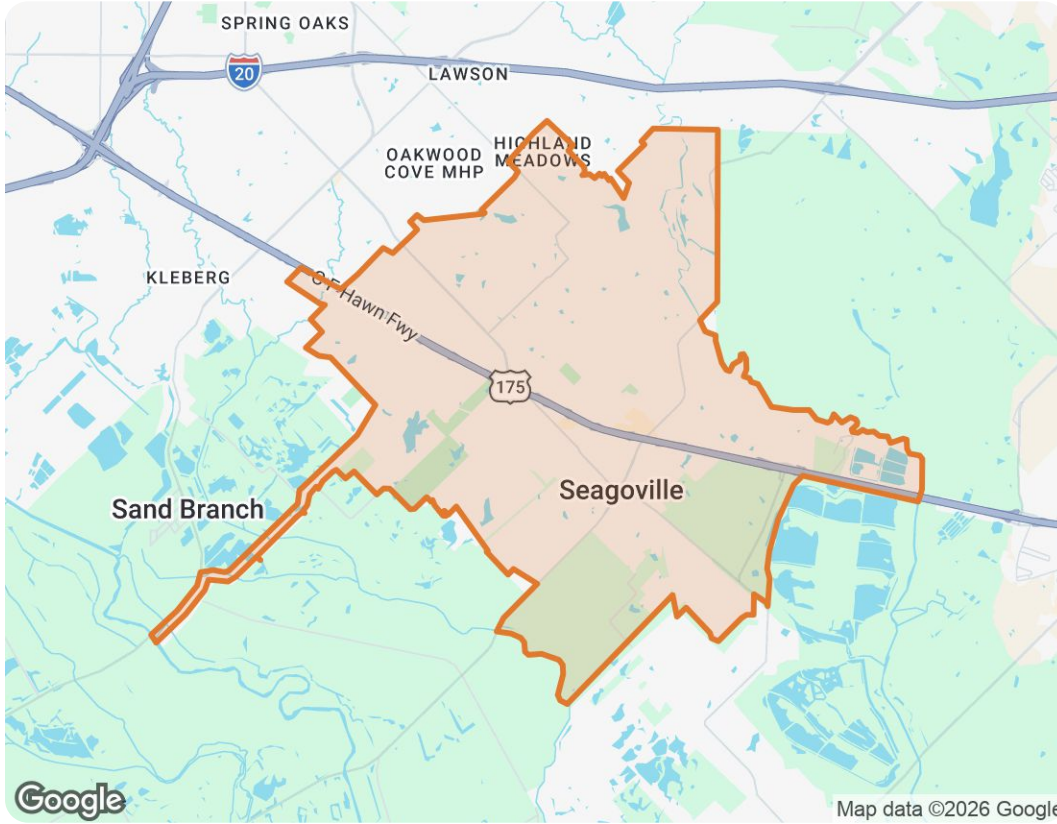 SPRING OAKS
20
LAWSON
HIGHLAND
MEADOWS
OAKWOOD
COVE MHP
KLEBERG
C F Hawn Fwy
175
Seagoville
Sand Branch
Google
Map data ©2026 Google